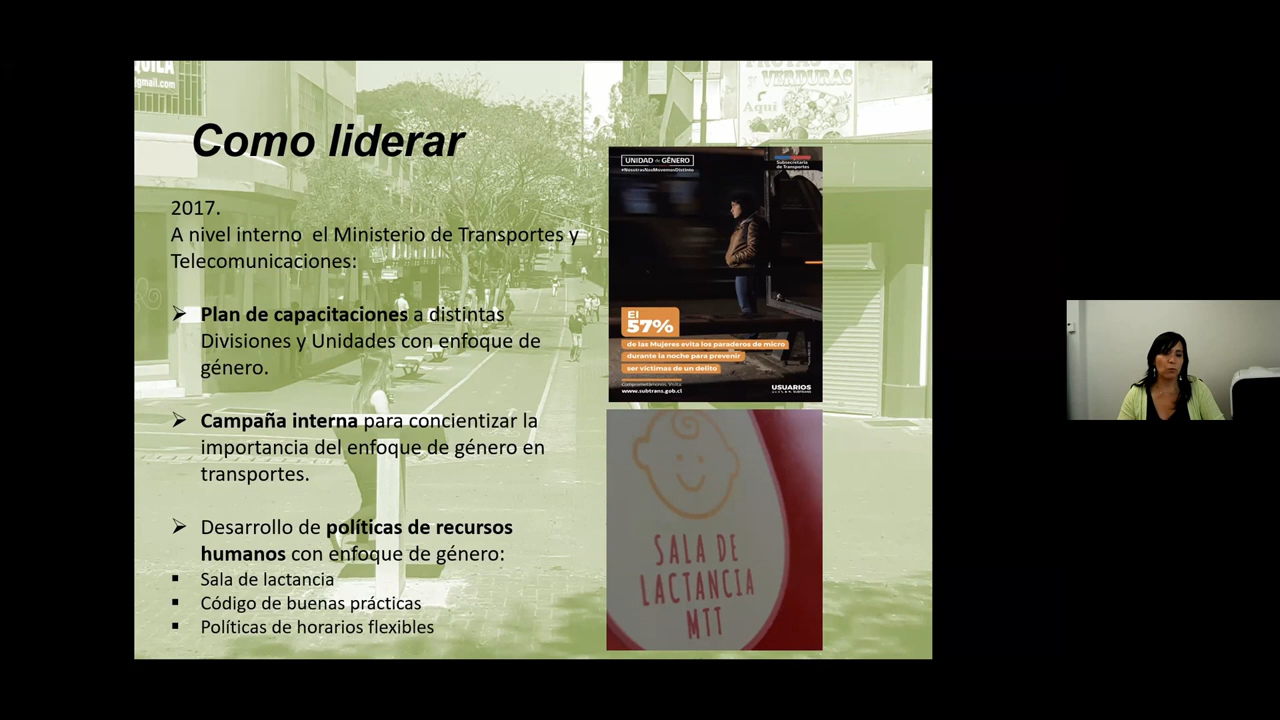 QUILA
@gmail.com
FRUTAS
Y VERDURAS
Aqui
Como liderar
2017.
A nivel interno el Ministerio de Transportes y
Telecomunicaciones:
Plan de capacitaciones a distintas
Divisiones y Unidades con enfoque de
género.
Campaña interna para concientizar la
importancia del enfoque de género en
transportes.
Desarrollo de políticas de recursos
humanos con enfoque de género:
Sala de lactancia
Código de buenas prácticas
Políticas de horarios flexibles
UNIDAD de GÉNERO
#NosotrasNosMovemosDistinto
Subsecretaría
de Transportes
El
57%
de las Mujeres evita los paraderos de micro
durante la noche para prevenir
ser víctimas de un delito
www.subtrans.gob.cl
USUARIOS
SALA DE
LACTANCIA
MTT